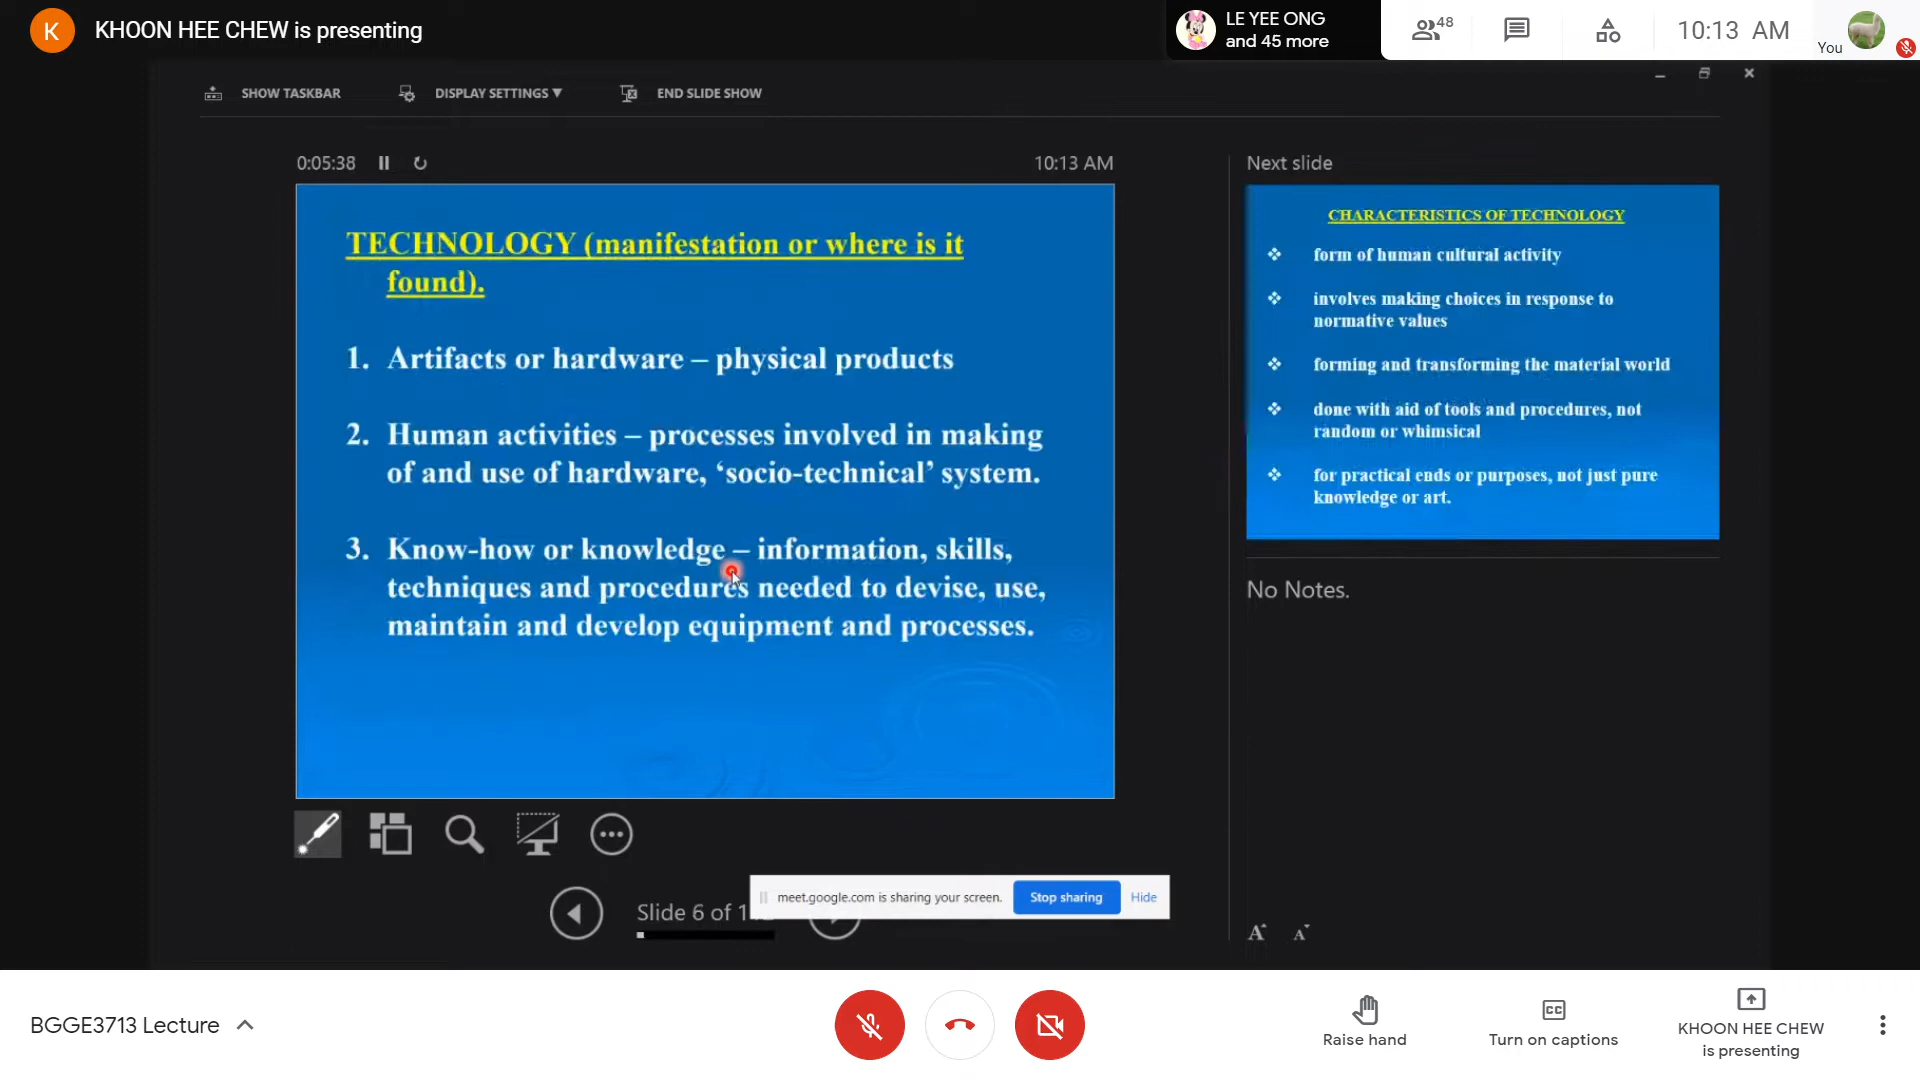 K
KHOON HEE CHEW is presenting
LE YEE ONG
and 45 more
48
10:13 AM
You
SHOW TASKBAR
DISPLAY SETTINGS ▼
END SLIDE SHOW
0:05:38
10:13 AM
TECHNOLOGY (manifestation or where is it
found).
1. Artifacts or hardware – physical products
2. Human activities – processes involved in making
of and use of hardware, ‘socio-technical’ system.
3. Know-how or knowledge – information, skills,
techniques and procedures needed to devise, use,
maintain and develop equipment and processes.
Next slide
CHARACTERISTICS OF TECHNOLOGY
❖ form of human cultural activity
❖ involves making choices in response to
normative values
❖ forming and transforming the material world
❖ done with aid of tools and procedures, not
random or whimsical
❖ for practical ends or purposes, not just pure
knowledge or art.
No Notes.
Slide 6 of
meet.google.com is sharing your screen.
Stop sharing
Hide
A A
BGGE3713 Lecture
Raise hand
CC
Turn on captions
KHOON HEE CHEW
is presenting